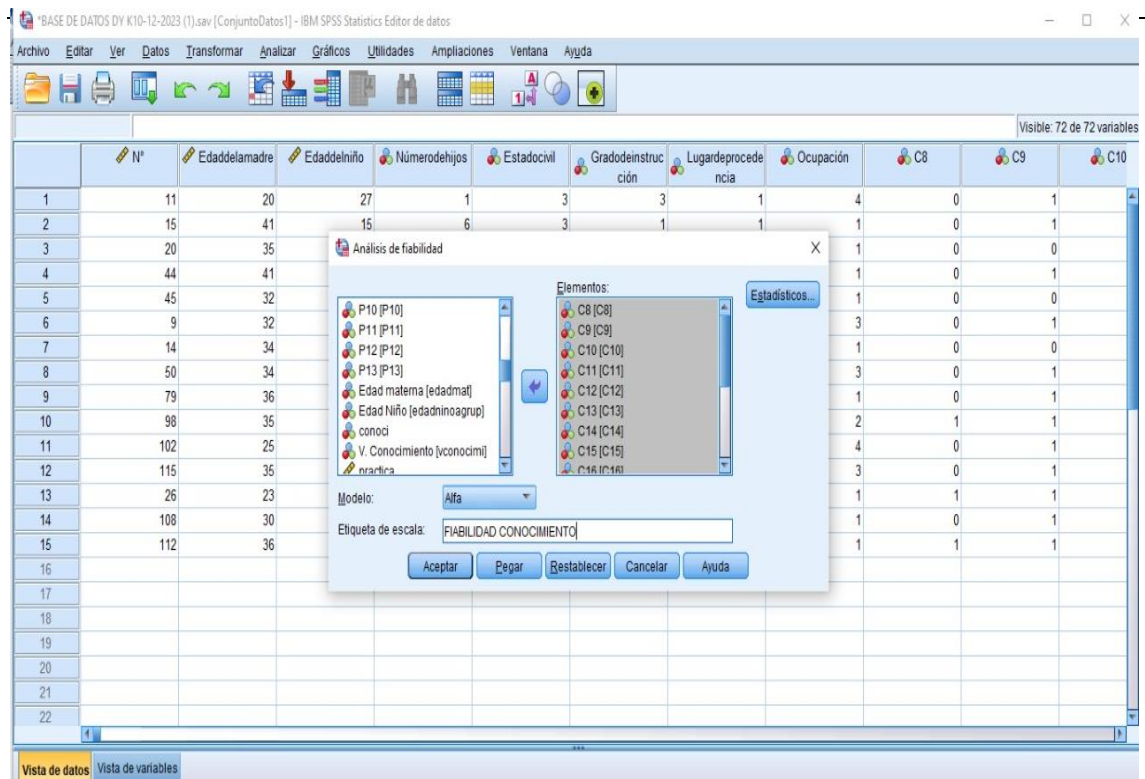 *BASE DE DATOS DY K10-12-2023 (1).sav [ConjuntoDatos1] - IBM SPSS Statistics Editor de datos
Archivo Editar Ver Datos Transformar Analizar Gráficos Utilidades Ampliaciones Ventana Ayuda
Visible: 72 de 72 variables
N° Edaddelamadre Edaddelniño Númerodehijos Estadocivil Gradodeinstrucción Lugardeprocedencia Ocupación C8 C9 C10
1 11 20 27 1 3 3 1 4 0 1
2 15 41 15 6 3 1 1 1 0 1
3 20 35 1 0 0
4 44 41 1 0 1
5 45 32 1 0 0
6 9 32 3 0 1
7 14 34 1 0 0
8 50 34 3 0 1
9 79 36 1 0 1
10 98 35 2 1 1
11 102 25 4 0 1
12 115 35 3 0 1
13 26 23 1 1 1
14 108 30 1 0 1
15 112 36 1 1 1
16
17
18
19
20
21
22
Análisis de fiabilidad
P10 [P10]
P11 [P11]
P12 [P12]
P13 [P13]
Edad materna [edadmat]
Edad Niño [edadninoagrup]
conoci
V. Conocimiento [vconocimi]
practica
Elementos:
C8 [C8]
C9 [C9]
C10 [C10]
C11 [C11]
C12 [C12]
C13 [C13]
C14 [C14]
C15 [C15]
C16 [C16]
Estadísticos...
Modelo: Alfa
Etiqueta de escala: FIABILIDAD CONOCIMIENTO
Aceptar Pegar Restablecer Cancelar Ayuda
Vista de datos Vista de variables